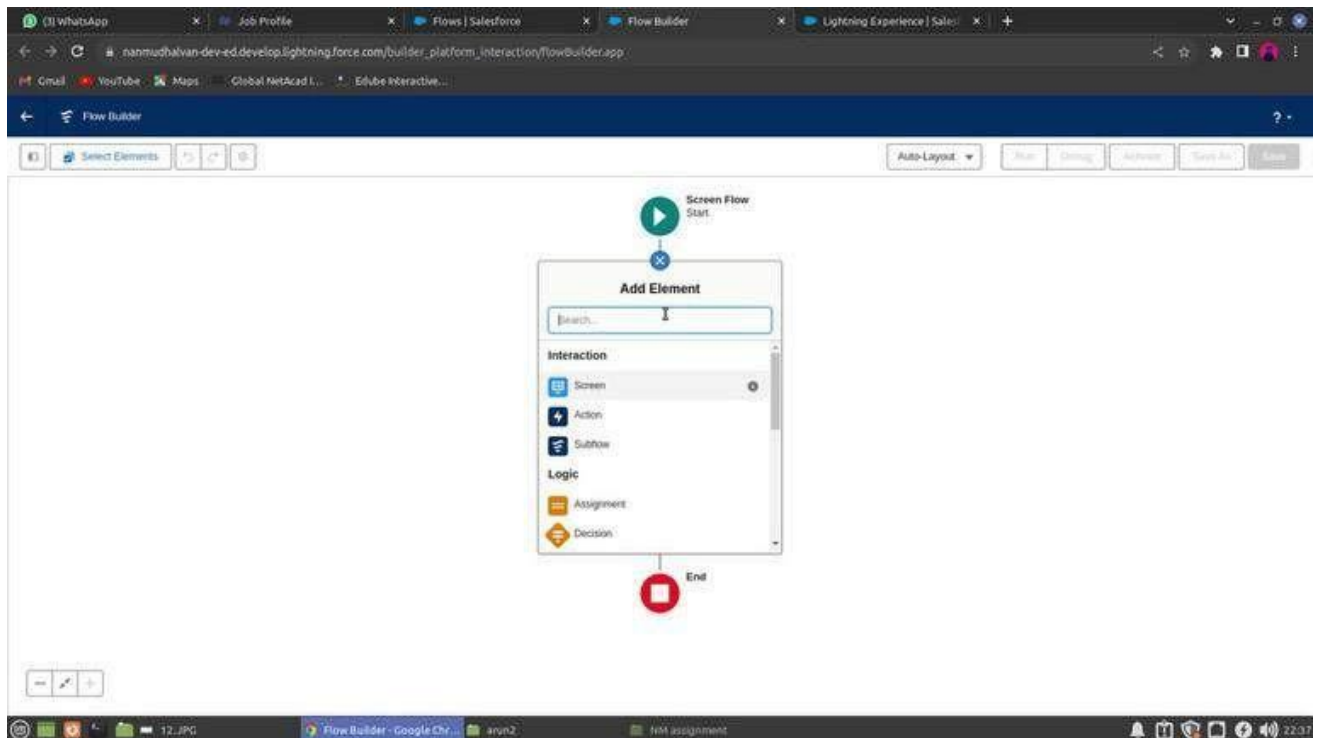 (3) WhatsApp
Job Profile
Flows | Salesforce
Flow Builder
Lightning Experience | Sales
nanmudhalvan-dev-ed.develop.lightning.force.com/builder_platform_interaction/flowBuilder.app
Gmail YouTube Maps Global NetAcad I... Edube Interactive...
Flow Builder
?
Select Elements
Auto-Layout
Run Debug Activate Save As Save
Screen Flow
Start
Add Element
Search...
Interaction
Screen
Action
Subflow
Logic
Assignment
Decision
End
12.JPG Flow Builder - Google Chr... arun2 NM assignment 22:37